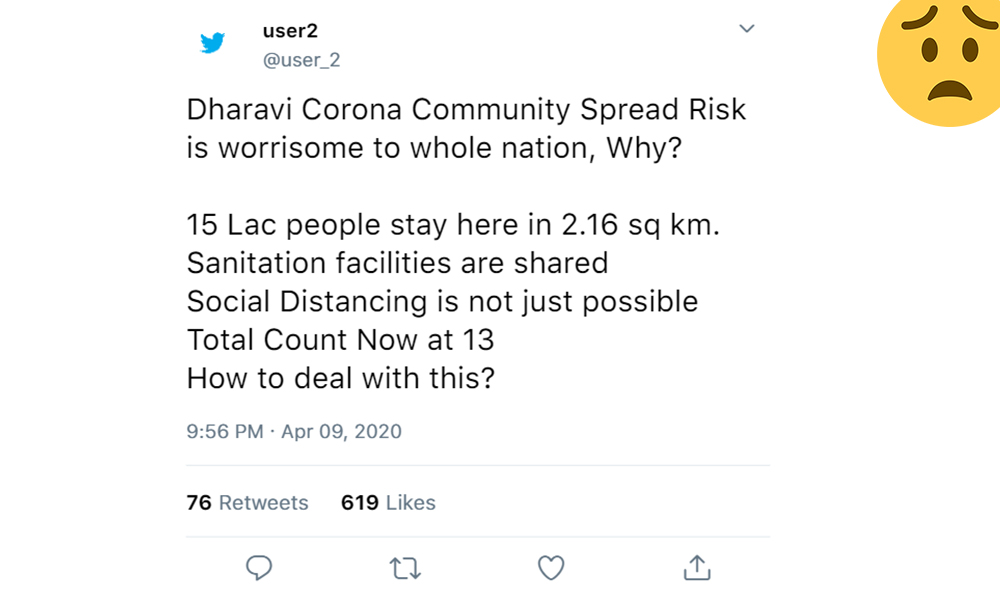 user2
@user_2
Dharavi Corona Community Spread Risk
is worrisome to whole nation, Why?
15 Lac people stay here in 2.16 sq km.
Sanitation facilities are shared
Social Distancing is not just possible
Total Count Now at 13
How to deal with this?
9:56 PM · Apr 09, 2020
76 Retweets 619 Likes